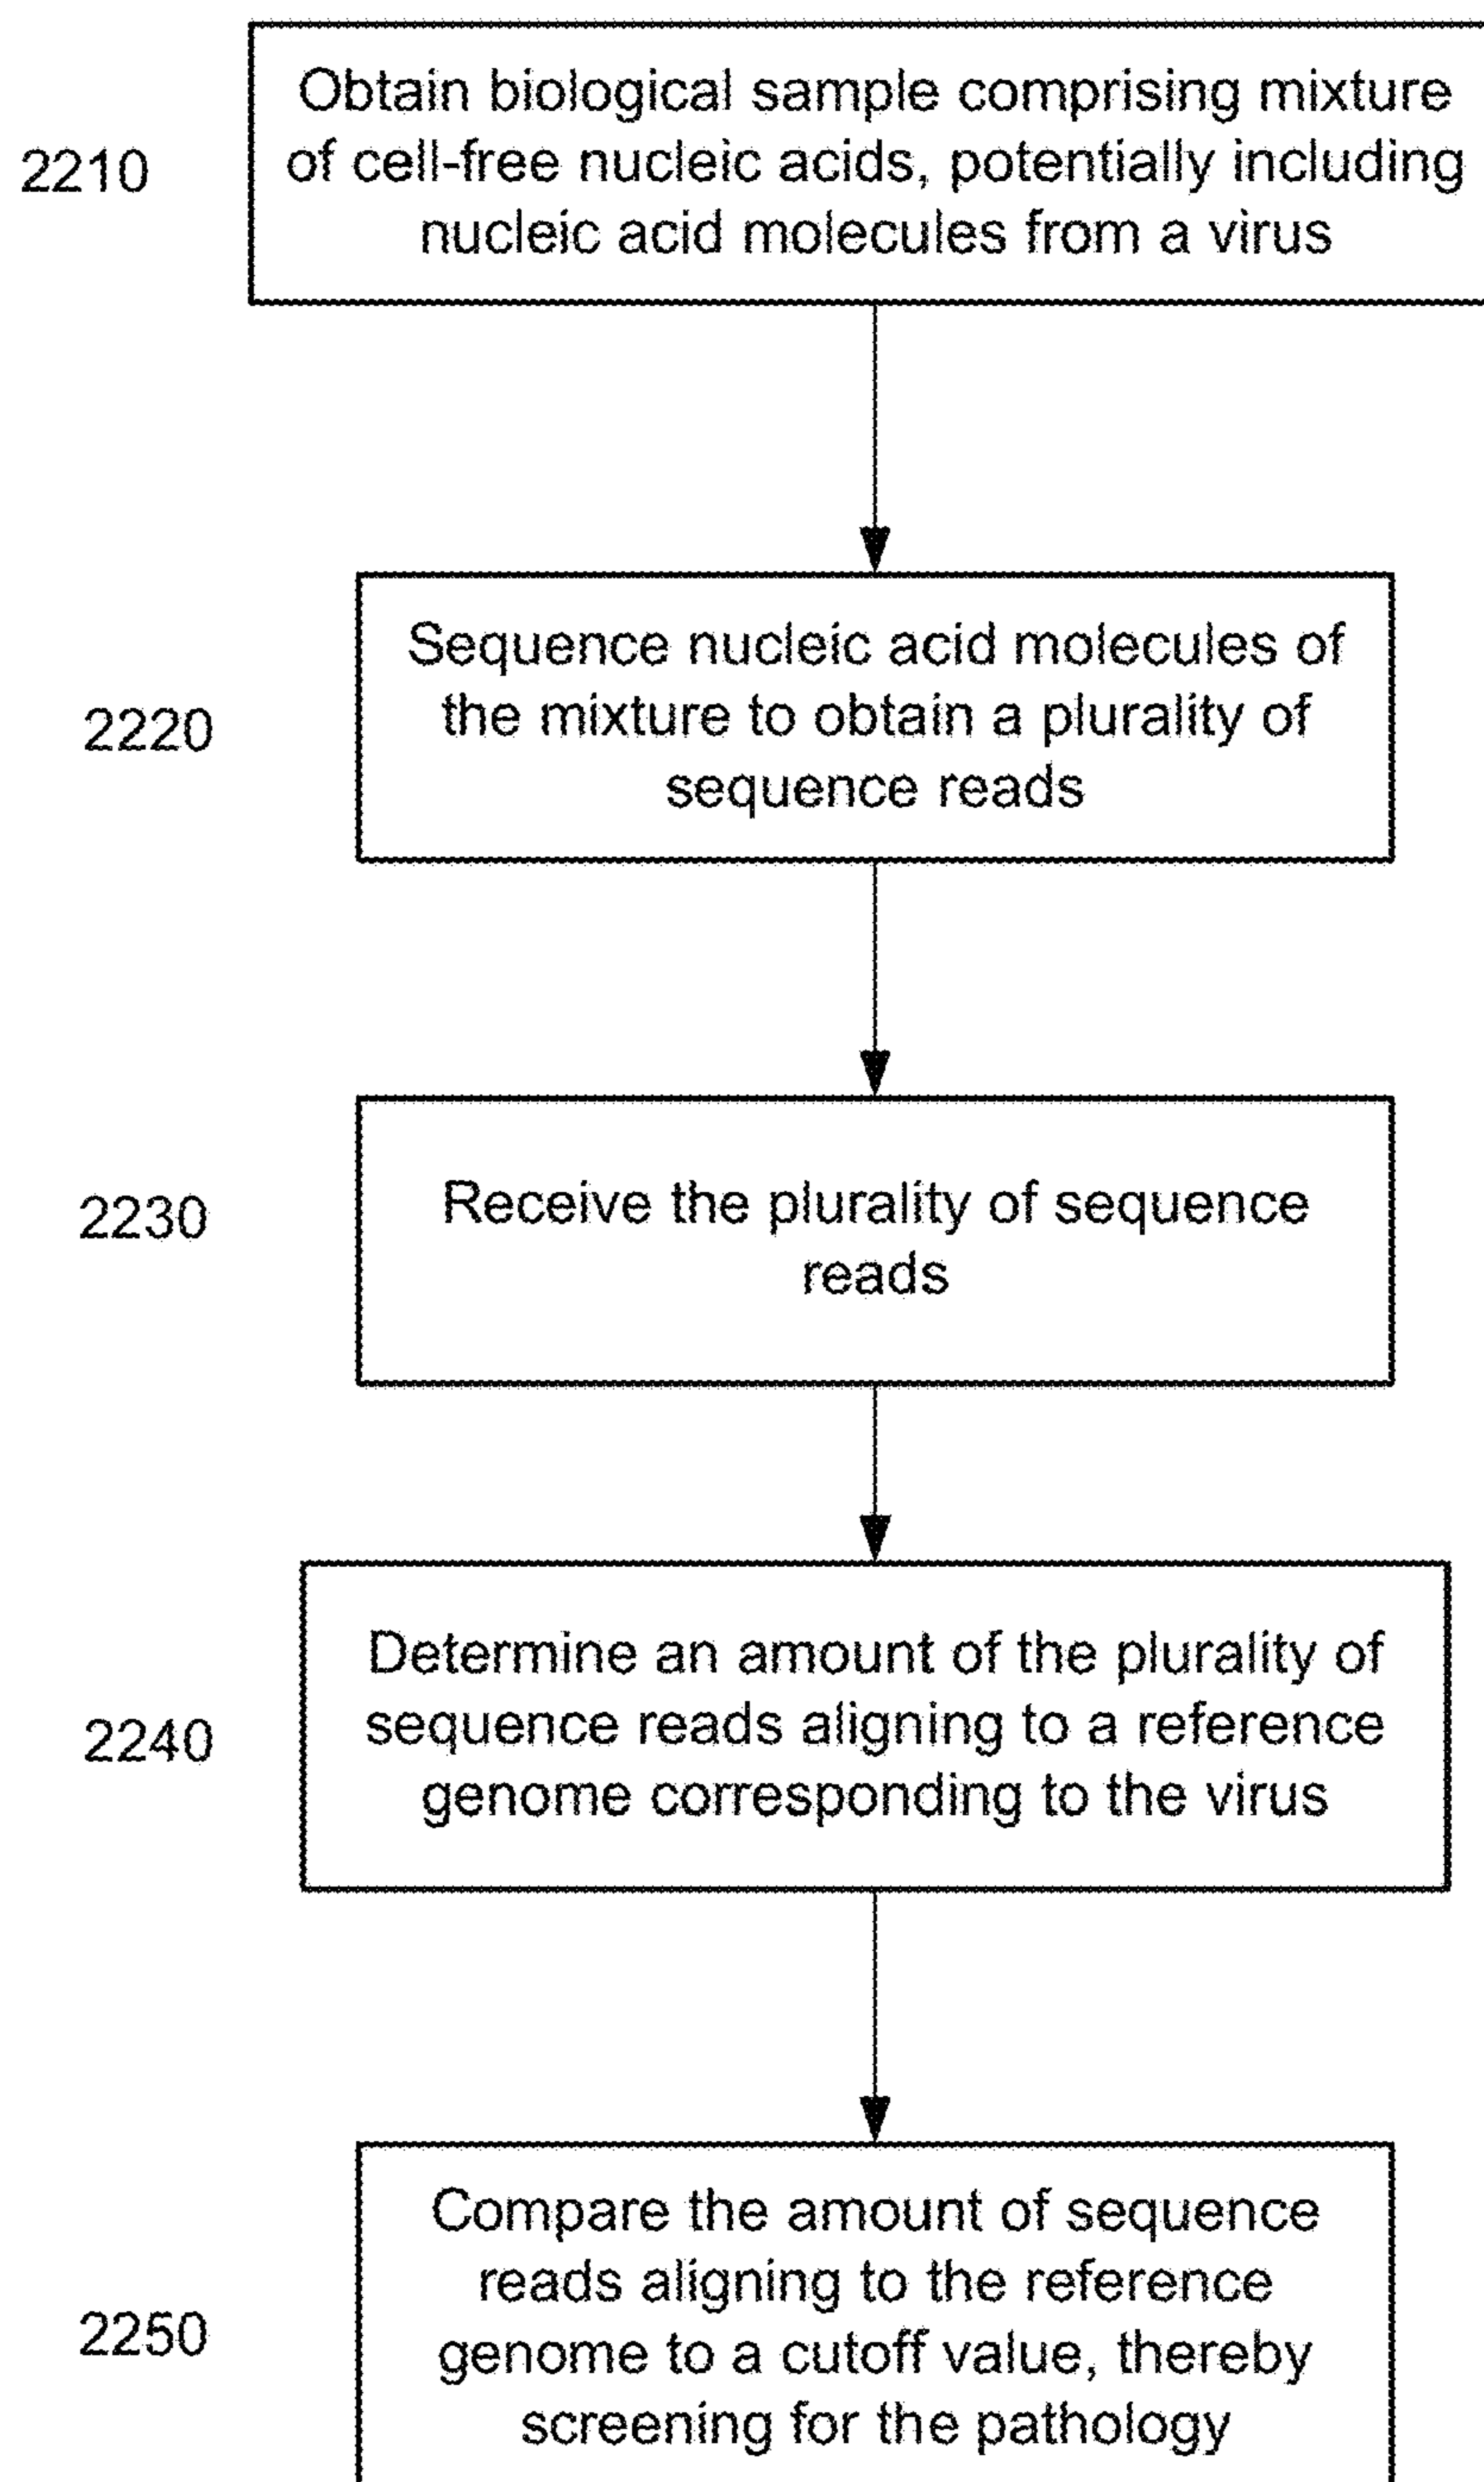 Obtain biological sample comprising mixture
of cell-free nucleic acids, potentially including
nucleic acid molecules from a virus
2210
Sequence nucleic acid molecules of
the mixture to obtain a plurality of
sequence reads
2220
Receive the plurality of sequence
reads
2230
Determine an amount of the plurality of
sequence reads aligning to a reference
genome corresponding to the virus
2240
Compare the amount of sequence
reads aligning to the reference
genome to a cutoff value, thereby
screening for the pathology
2250